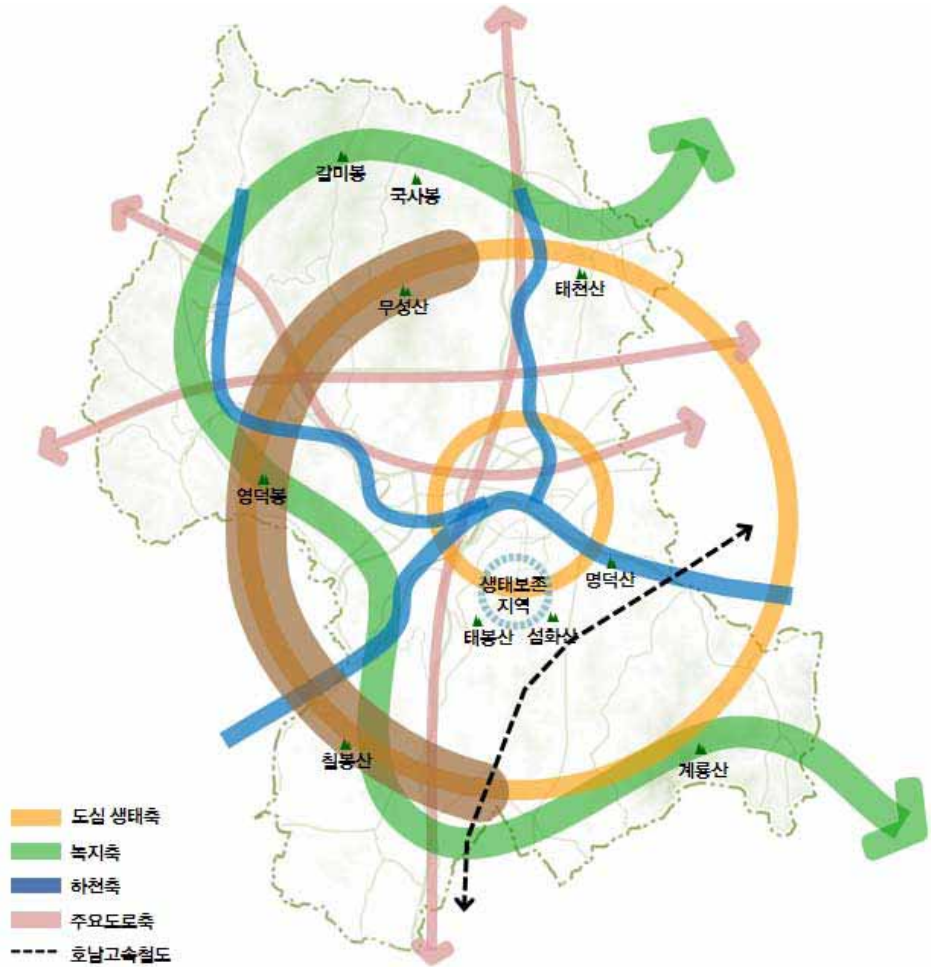 갈미봉
국사봉
태천산
무성산
영덕봉
명덕산
생태보존
지역
태봉산
섬화산
칠봉산
계룡산
도심 생태축
녹지축
하천축
주요도로축
호남고속철도